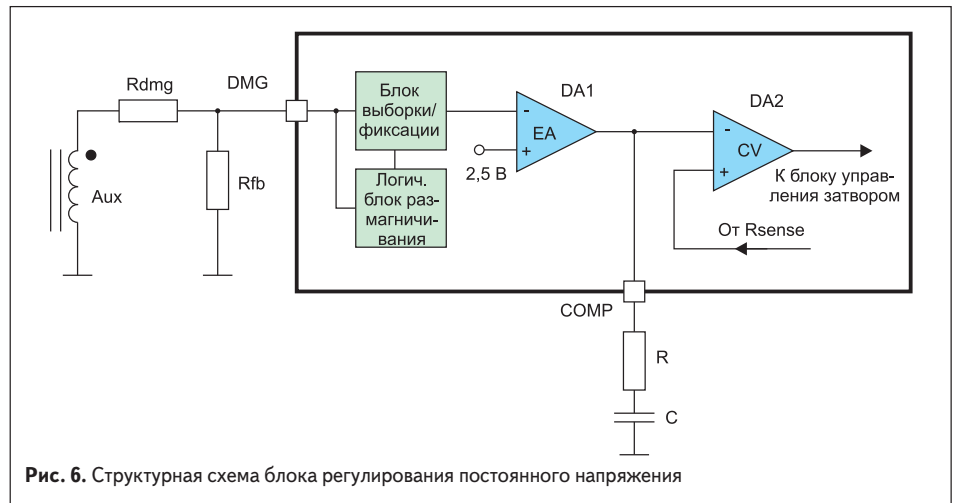 Rdmg
DMG
Блок
выборки/
фиксации
DA1
DA2
-
EA
+
-
CV
+
2,5 В
Aux
Rfb
Логич.
блок раз-
магничи-
вания
К блоку управ-
ления затвором
От Rsense
COMP
R
C
Рис. 6. Структурная схема блока регулирования постоянного напряжения